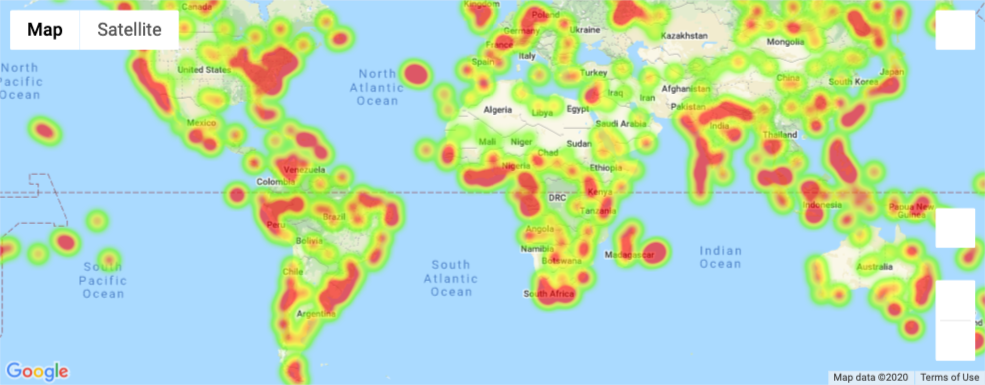 Map
Satellite
Canada
Kingdom
Poland
Germany
Ukraine
Kazakhstan
Mongolia
France
Italy
Spain
Turkey
United States
North
Pacific
Ocean
North
Atlantic
Ocean
China
South Korea
Japan
Afghanistan
Iraq
Iran
Pakistan
Algeria
Libya
Egypt
Saudi Arabia
India
Mexico
Mali
Niger
Chad
Sudan
Thailand
Nigeria
Ethiopia
Venezuela
Colombia
DRC
Kenya
Indonesia
Papua New
Guinea
Tanzania
Peru
Brazil
Angola
Bolivia
Namibia
Botswana
Madagascar
Indian
Ocean
South
Pacific
Ocean
South
Atlantic
Ocean
Chile
Australia
South Africa
Argentina
Google
Map data ©2020
Terms of Use